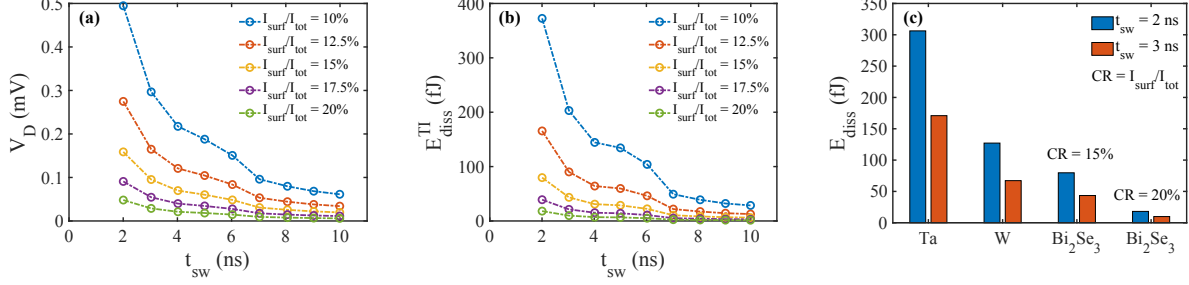 (a)
I_surf/I_tot = 10%
I_surf/I_tot = 12.5%
I_surf/I_tot = 15%
I_surf/I_tot = 17.5%
I_surf/I_tot = 20%
V_D (mV)
0.5
0.4
0.3
0.2
0.1
0
0 2 4 6 8 10
t_sw (ns)
(b)
I_surf/I_tot = 10%
I_surf/I_tot = 12.5%
I_surf/I_tot = 15%
I_surf/I_tot = 17.5%
I_surf/I_tot = 20%
E^TI_diss (fJ)
400
300
200
100
0
0 2 4 6 8 10
t_sw (ns)
(c)
t_sw = 2 ns
t_sw = 3 ns
CR = I_surf/I_tot
CR = 15%
CR = 20%
E_diss (fJ)
350
300
250
200
150
100
50
0
Ta W Bi₂Se₃ Bi₂Se₃